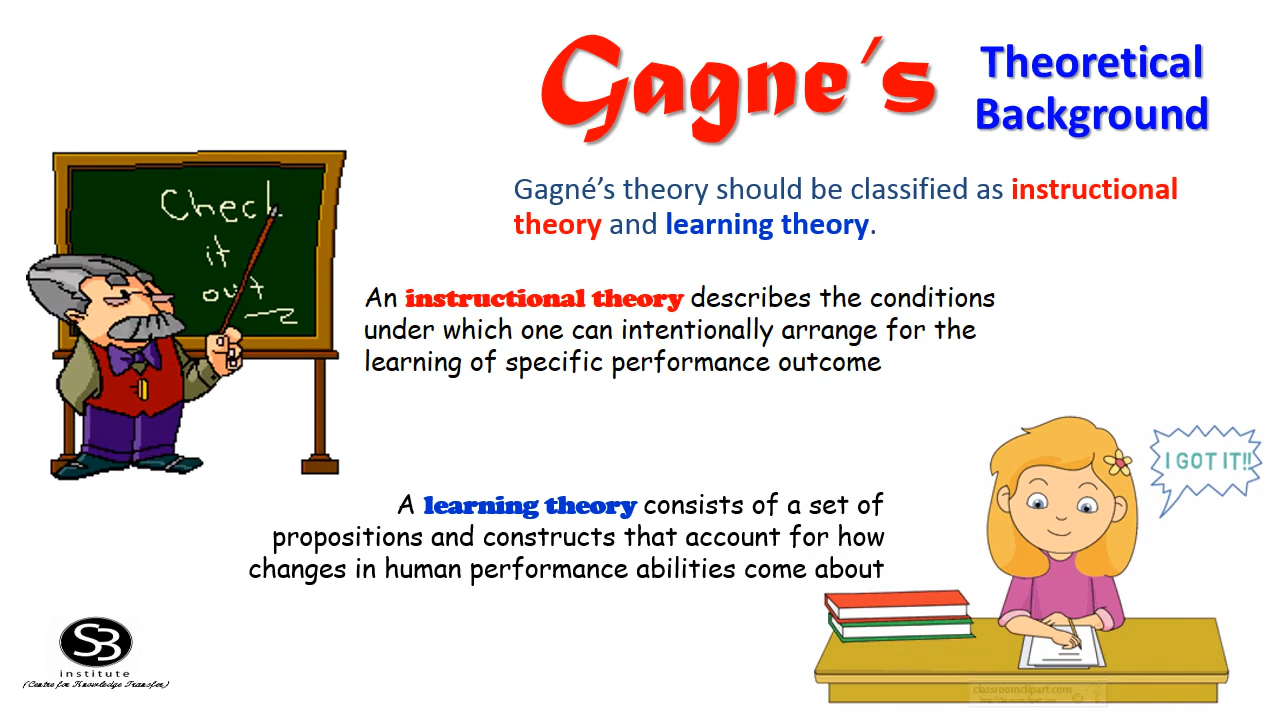 Gagne's
Theoretical
Background
Gagné’s theory should be classified as instructional
theory and learning theory.
Check
it
out
An instructional theory describes the conditions
under which one can intentionally arrange for the
learning of specific performance outcome
I GOT IT!!
A learning theory consists of a set of
propositions and constructs that account for how
changes in human performance abilities come about
SB
institute
(Centre for Knowledge Transfer)
classroomclipart.com